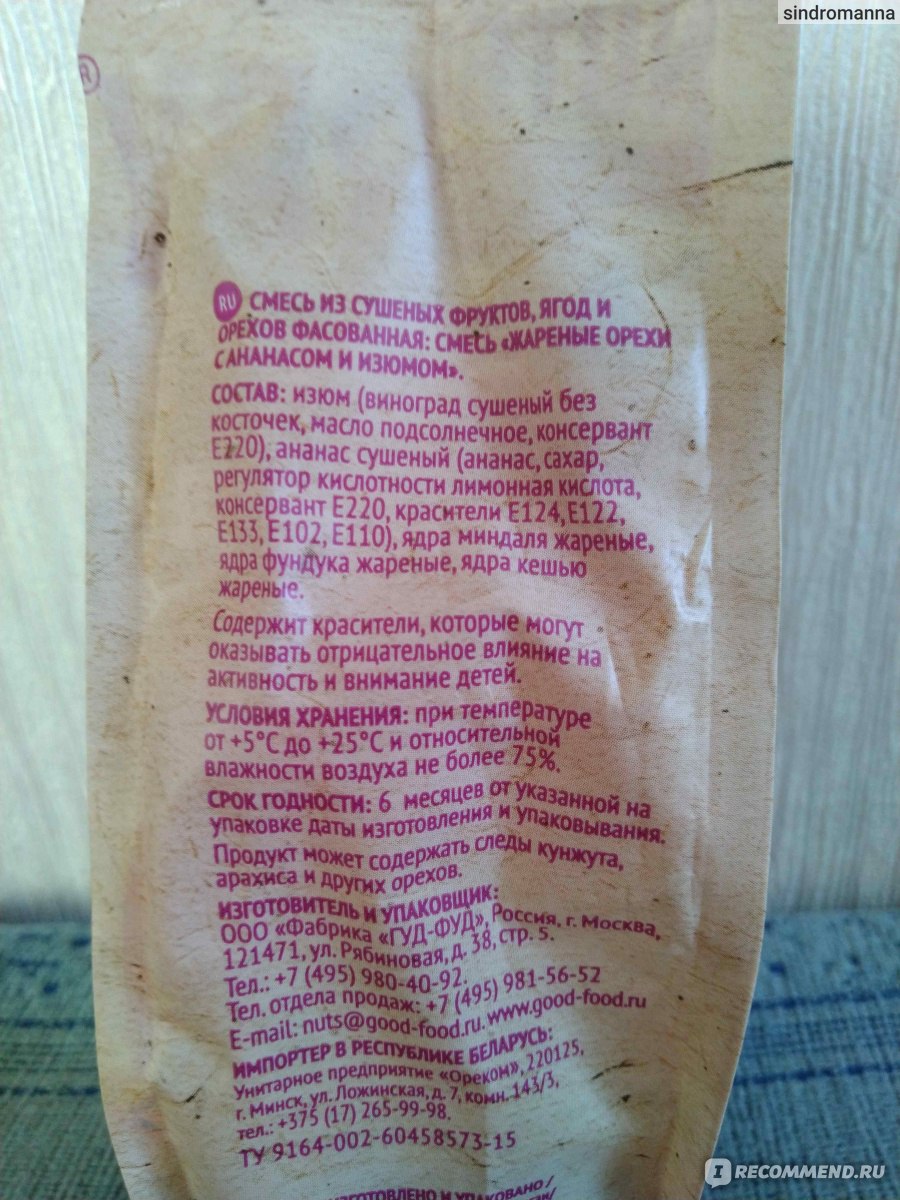 sindromanna
®
RU СМЕСЬ ИЗ СУШЕНЫХ ФРУКТОВ, ЯГОД И
ОРЕХОВ ФАСОВАННАЯ: СМЕСЬ «ЖАРЕНЫЕ ОРЕХИ
С АНАНАСОМ И ИЗЮМОМ».
СОСТАВ: изюм (виноград сушеный без
косточек, масло подсолнечное, консервант
Е220), ананас сушеный (ананас, сахар,
регулятор кислотности лимонная кислота,
консервант Е220, красители Е124, Е122,
Е133, Е102, Е110), ядра миндаля жареные,
ядра фундука жареные, ядра кешью
жареные.
Содержит красители, которые могут
оказывать отрицательное влияние на
активность и внимание детей.
УСЛОВИЯ ХРАНЕНИЯ: при температуре
от +5°С до +25°С и относительной
влажности воздуха не более 75%.
СРОК ГОДНОСТИ: 6 месяцев от указанной на
упаковке даты изготовления и упаковывания.
Продукт может содержать следы кунжута,
арахиса и других орехов.
ИЗГОТОВИТЕЛЬ И УПАКОВЩИК:
ООО «Фабрика «ГУД-ФУД», Россия, г. Москва,
121471, ул. Рябиновая, д. 38, стр. 5.
Тел.: +7 (495) 980-40-92.
Тел. отдела продаж: +7 (495) 981-56-52
E-mail: nuts@good-food.ru. www.good-food.ru
ИМПОРТЕР В РЕСПУБЛИКЕ БЕЛАРУСЬ:
Унитарное предприятие «Ореком», 220125,
г. Минск, ул. Ложинская, д. 7, комн. 143/3,
тел.: +375 (17) 265-99-98.
ТУ 9164-002-60458573-15
ИЗГОТОВЛЕНО И УПАКОВАНО /
I RECOMMEND.RU